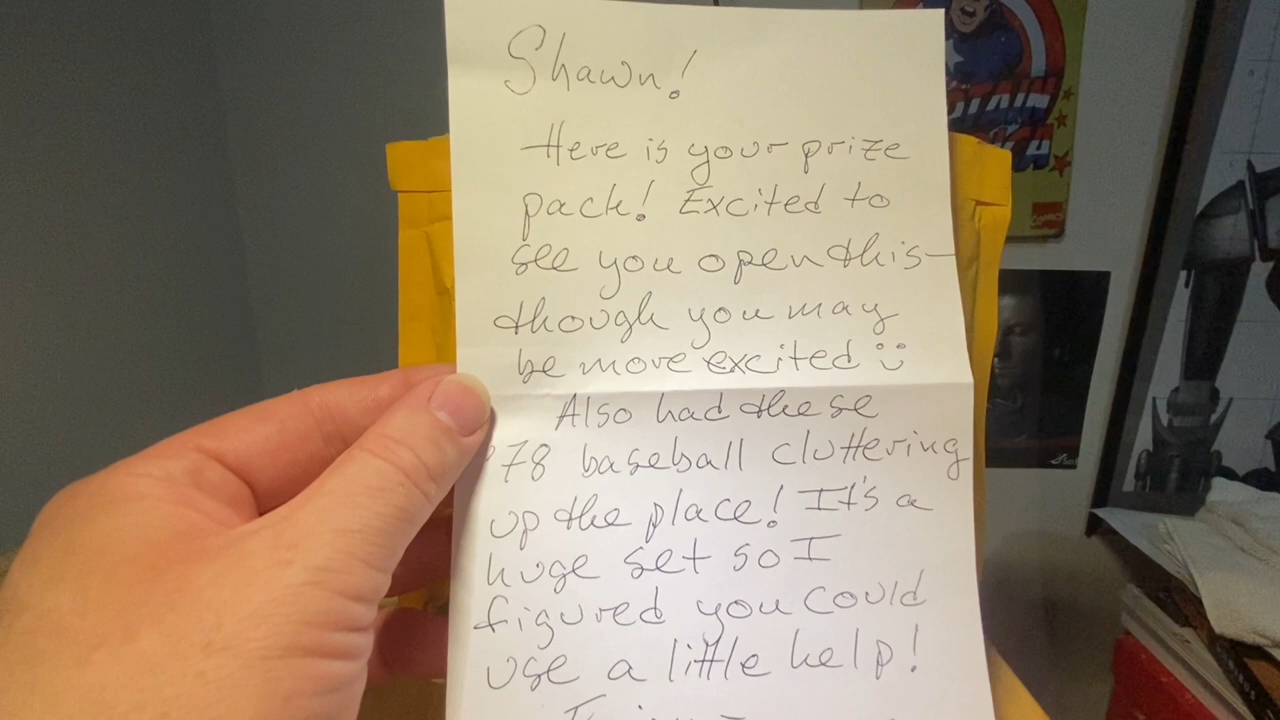 Shawn!
Here is your prize
pack! Excited to
see you open this—
though you may
be more excited :)
Also had these
'78 baseball cluttering
up the place! It's a
huge set so I
figured you could
use a little help!